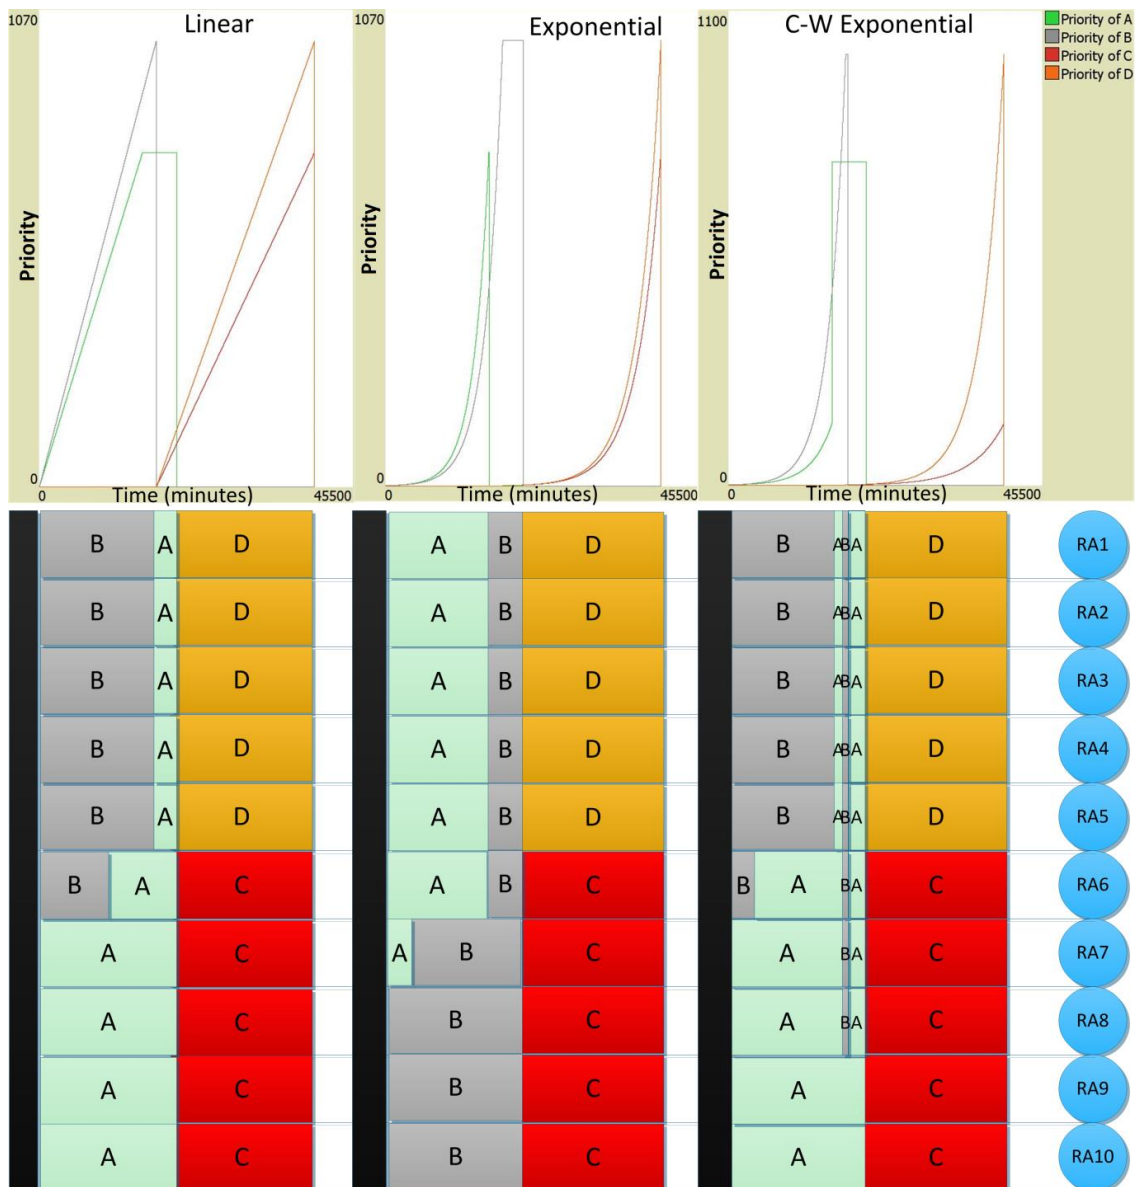 1070 Linear 1070 Exponential 1100 C-W Exponential Priority of A
Priority of B
Priority of C
Priority of D
Priority Priority Priority
0 0 0
0 Time (minutes) 45500 0 Time (minutes) 45500 0 Time (minutes) 45500
B A D A B D B A B A D RA1
B A D A B D B A B A D RA2
B A D A B D B A B A D RA3
B A D A B D B A B A D RA4
B A D A B D B A B A D RA5
B A C A B C B A B A C RA6
A C A B C A B A C RA7
A C B C A B A C RA8
A C B C A C RA9
A C B C A C RA10